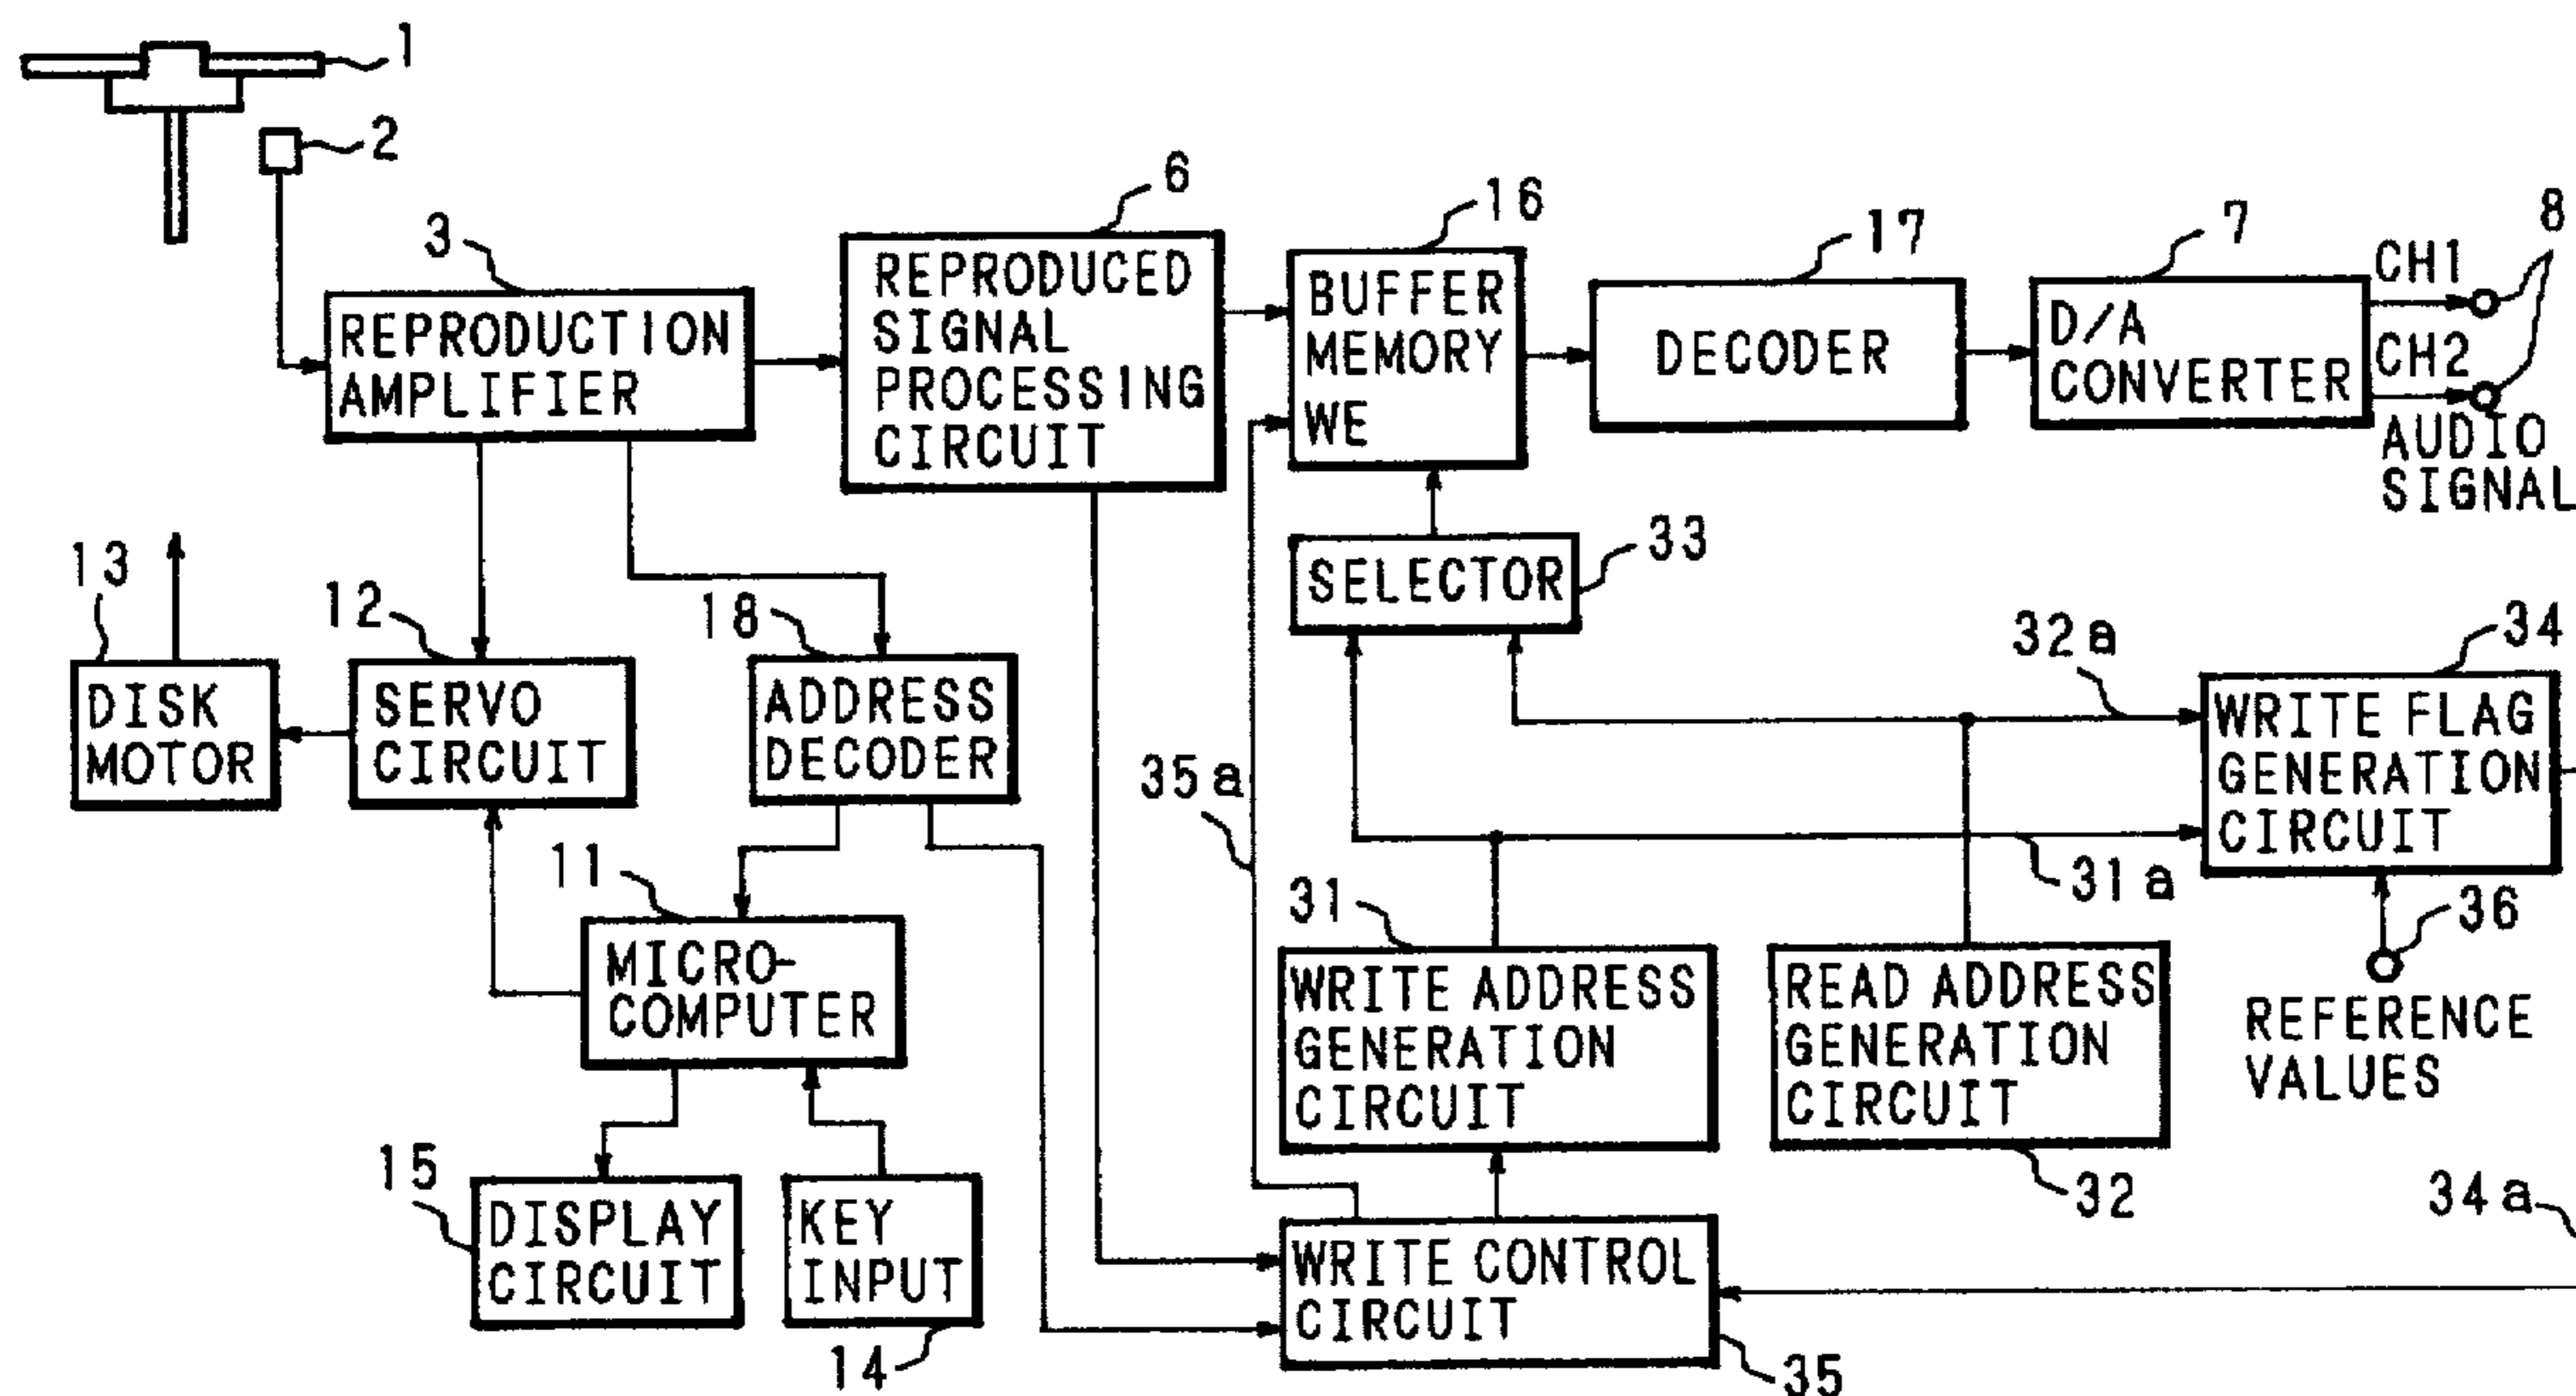 1
2
3
REPRODUCTION
AMPLIFIER
6
REPRODUCED
SIGNAL
PROCESSING
CIRCUIT
16
BUFFER
MEMORY
WE
17
DECODER
7
D/A
CONVERTER
8
CH1
CH2
AUDIO
SIGNAL
13
DISK
MOTOR
12
SERVO
CIRCUIT
18
ADDRESS
DECODER
SELECTOR
33
32a
34
WRITE FLAG
GENERATION
CIRCUIT
35a
31a
36
REFERENCE
VALUES
11
MICRO-
COMPUTER
31
WRITE ADDRESS
GENERATION
CIRCUIT
READ ADDRESS
GENERATION
CIRCUIT
32
15
DISPLAY
CIRCUIT
KEY
INPUT
14
WRITE CONTROL
CIRCUIT
35
34a